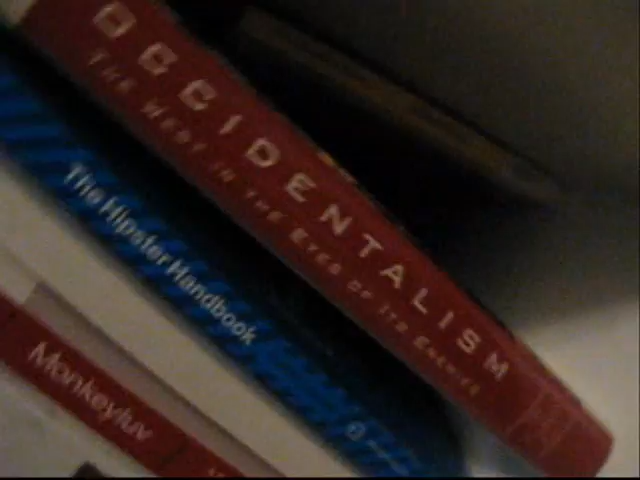 OCCIDENTALISM
THE WEST IN THE EYES OF ITS ENEMIES
The Hipster Handbook
Monkeyluv